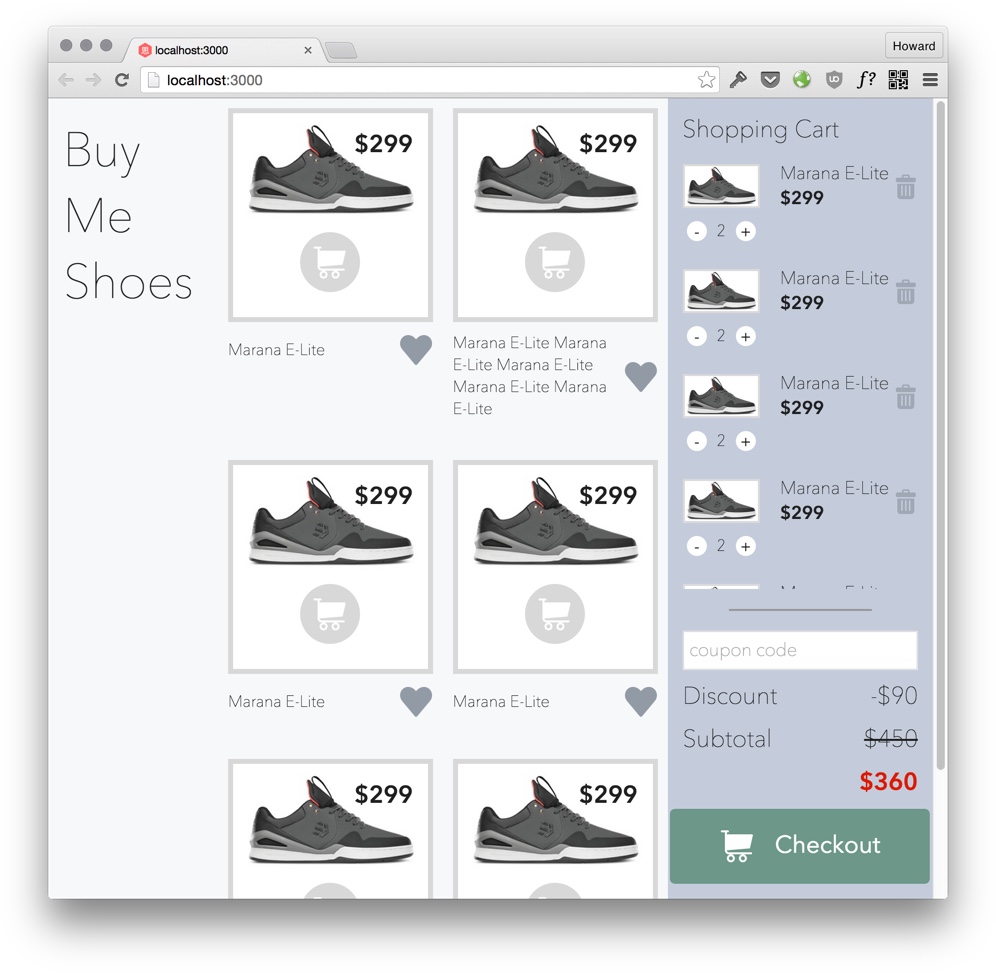 localhost:3000
Howard
localhost:3000
f?
Buy
Me
Shoes
$299
$299
Marana E-Lite
Marana E-Lite Marana
E-Lite Marana E-Lite
Marana E-Lite Marana
E-Lite
$299
$299
Marana E-Lite
Marana E-Lite
$299
$299
Shopping Cart
Marana E-Lite
$299
- 2 +
Marana E-Lite
$299
- 2 +
Marana E-Lite
$299
- 2 +
Marana E-Lite
$299
- 2 +
coupon code
Discount -$90
Subtotal $450
$360
Checkout